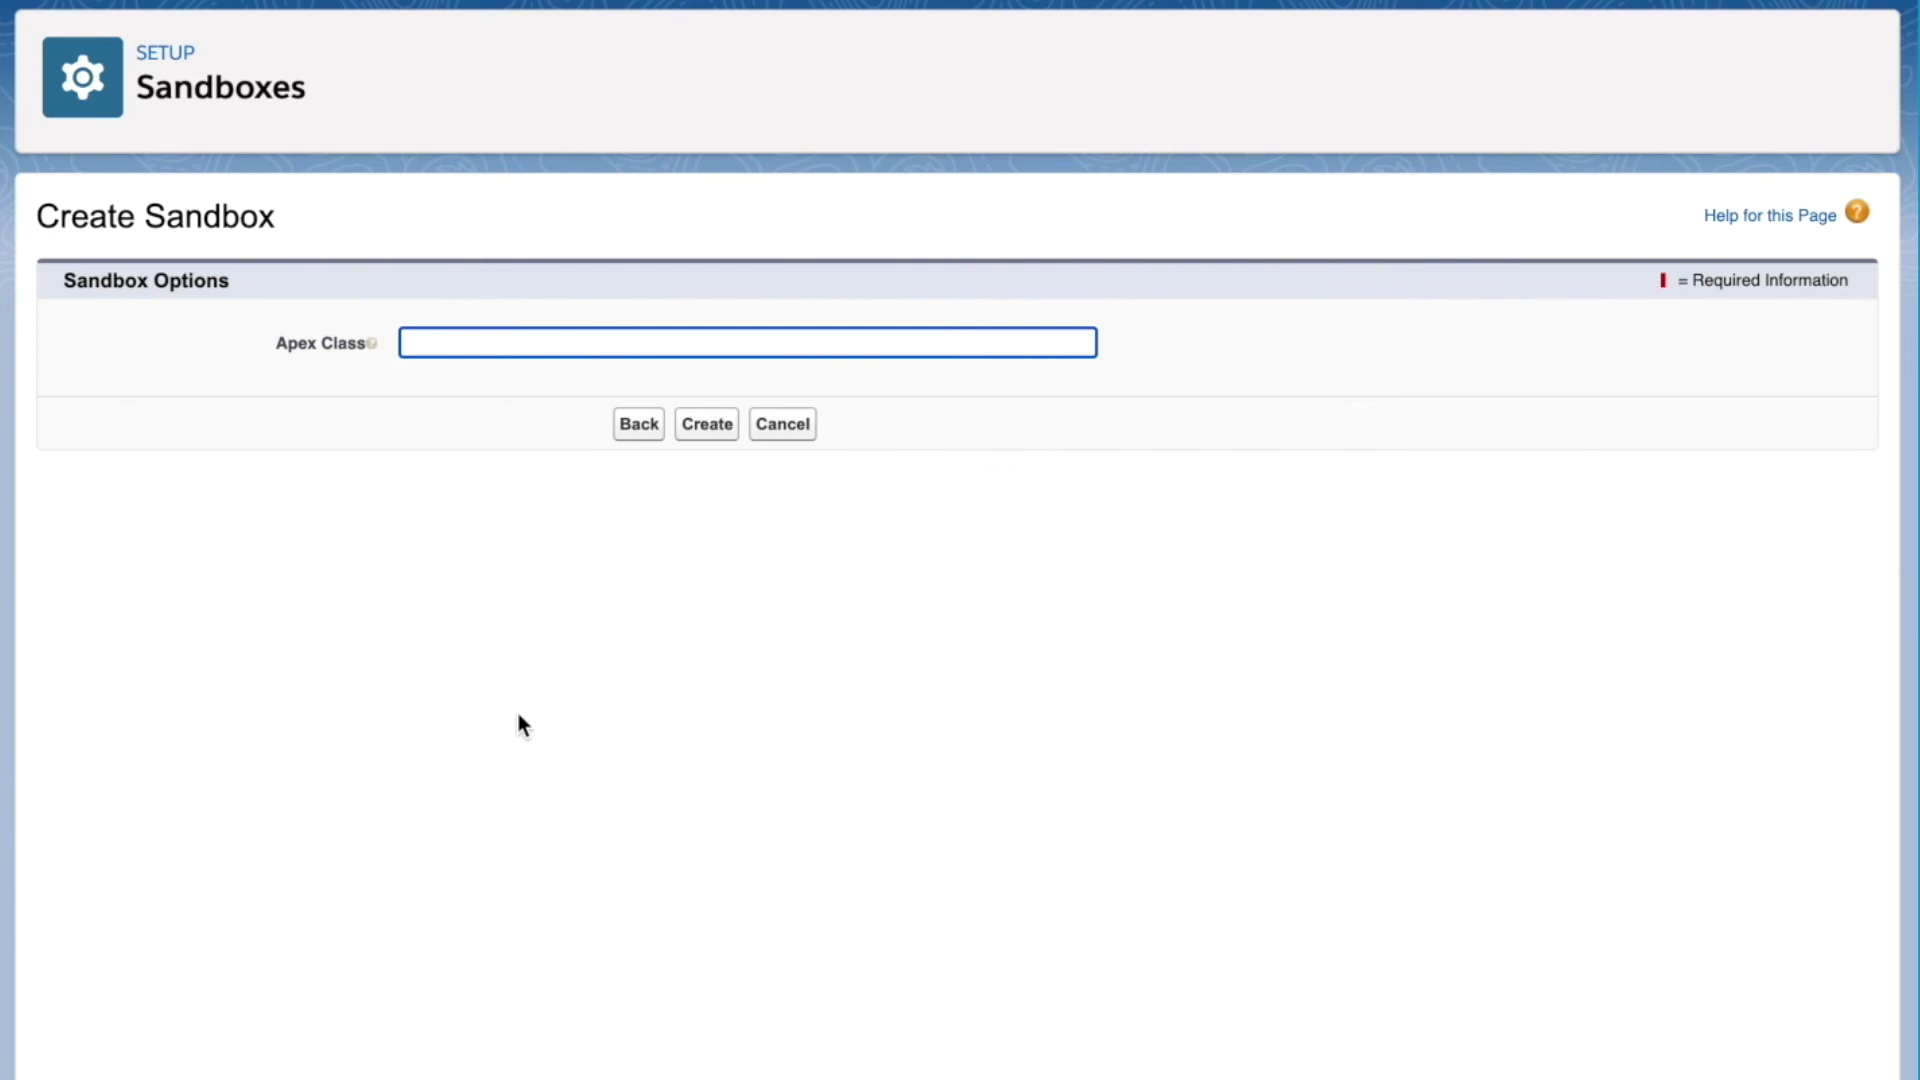 SETUP
Sandboxes
Create Sandbox
Help for this Page ?
Sandbox Options
= Required Information
Apex Class
Back Create Cancel